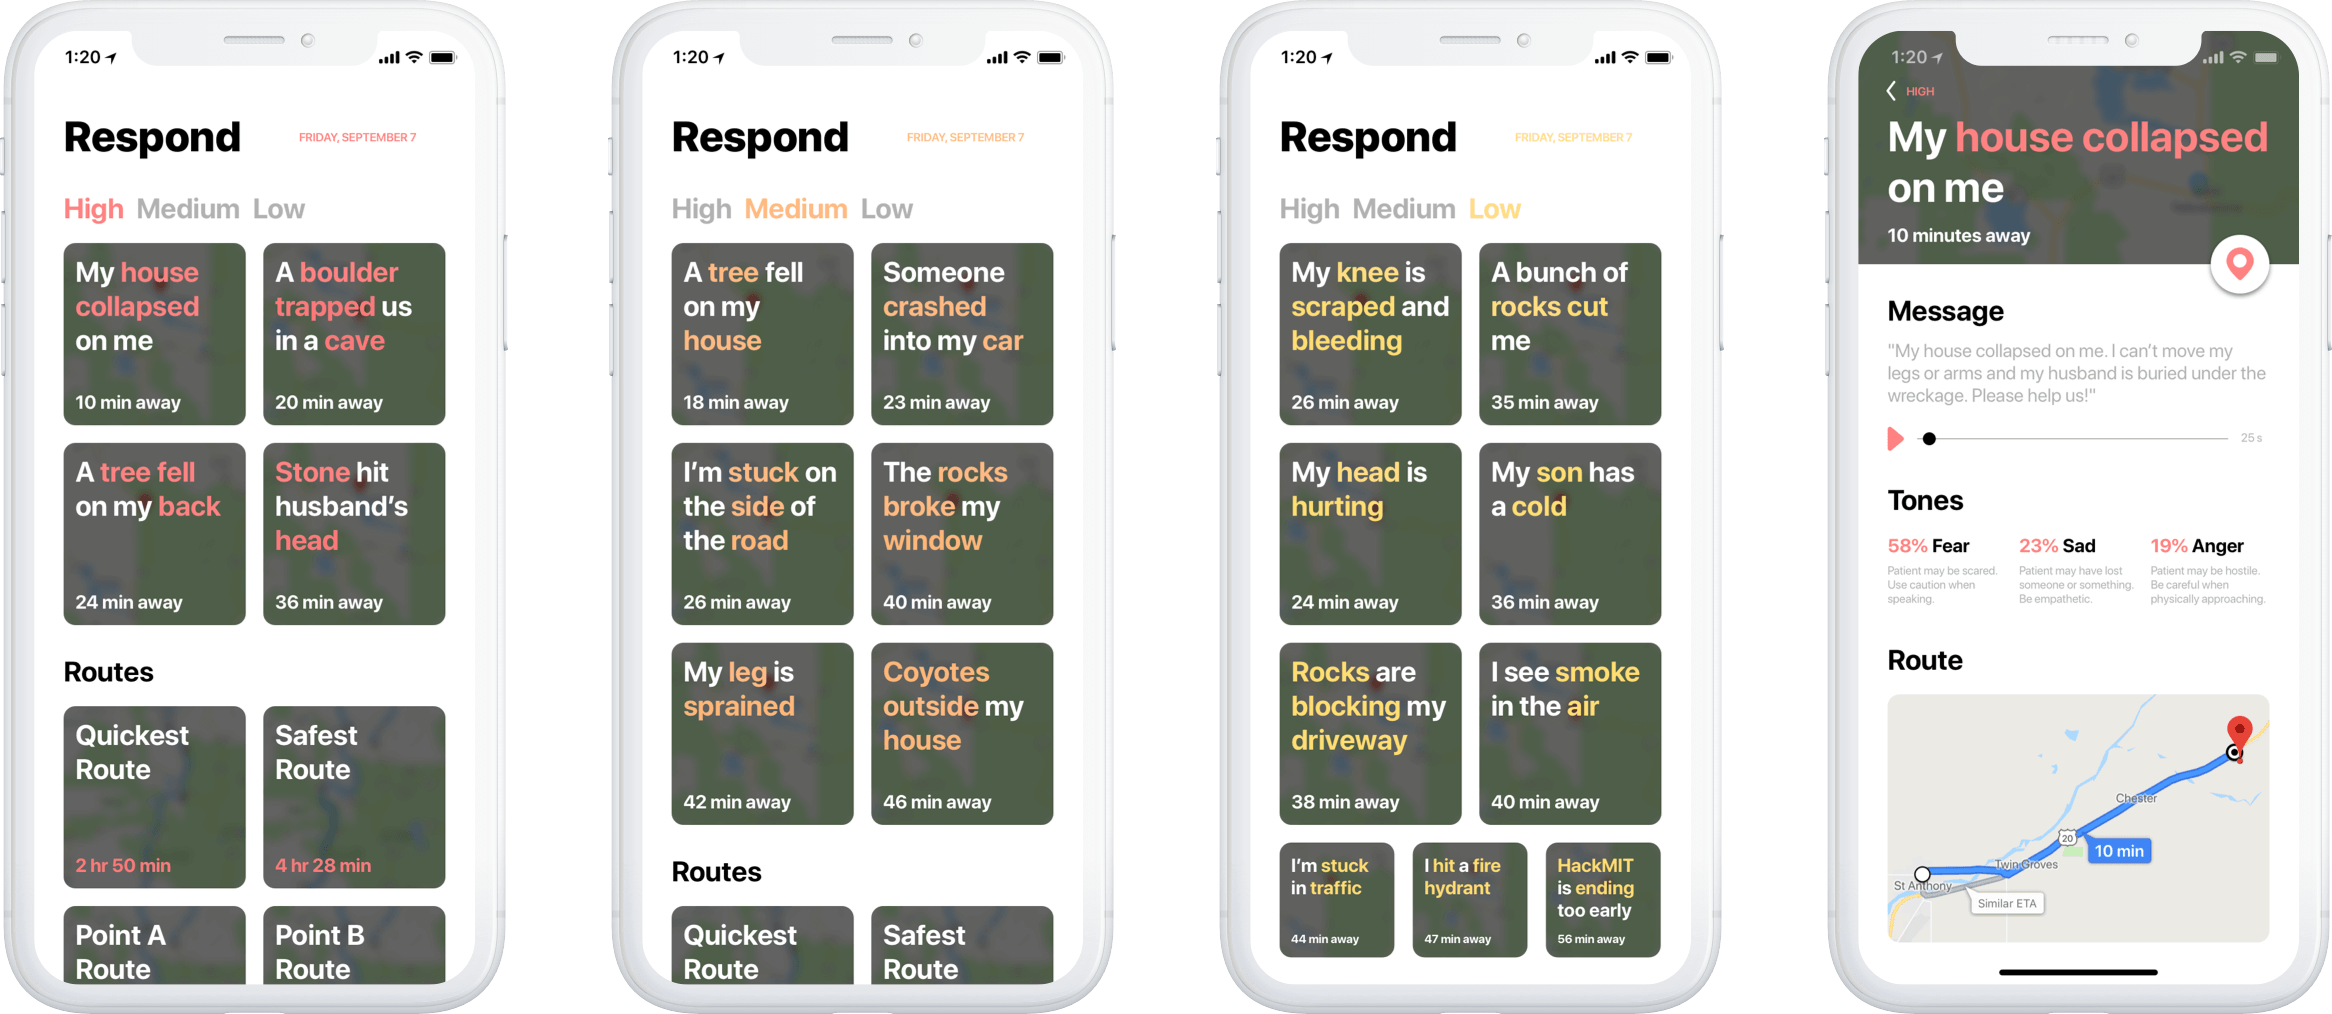 1:20
Respond
FRIDAY, SEPTEMBER 7
High Medium Low
My house
collapsed
on me
10 min away
A boulder
trapped us
in a cave
20 min away
A tree fell
on my back
24 min away
Stone hit
husband's
head
36 min away
Routes
Quickest
Route
2 hr 50 min
Safest
Route
4 hr 28 min
Point A
Route
Point B
Route
1:20
Respond
FRIDAY, SEPTEMBER 7
High Medium Low
A tree fell
on my
house
18 min away
Someone
crashed
into my car
23 min away
I'm stuck on
the side of
the road
26 min away
The rocks
broke my
window
40 min away
My leg is
sprained
42 min away
Coyotes
outside my
house
46 min away
Routes
Quickest
Route
Safest
Route
1:20
Respond
FRIDAY, SEPTEMBER 7
High Medium Low
My knee is
scraped and
bleeding
26 min away
A bunch of
rocks cut
me
35 min away
My head is
hurting
24 min away
My son has
a cold
36 min away
Rocks are
blocking my
driveway
38 min away
I see smoke
in the air
40 min away
I'm stuck
in traffic
44 min away
I hit a fire
hydrant
47 min away
HackMIT
is ending
too early
56 min away
1:20
HIGH
My house collapsed
on me
10 minutes away
Message
"My house collapsed on me. I can't move my
legs or arms and my husband is buried under the
wreckage. Please help us!"
25 s
Tones
58% Fear
Patient may be scared.
Use caution when
speaking.
23% Sad
Patient may have lost
someone or something.
Be empathetic.
19% Anger
Patient may be hostile.
Be careful when
physically approaching.
Route
Chester
20
10 min
Twin Groves
St Anthony
Similar ETA